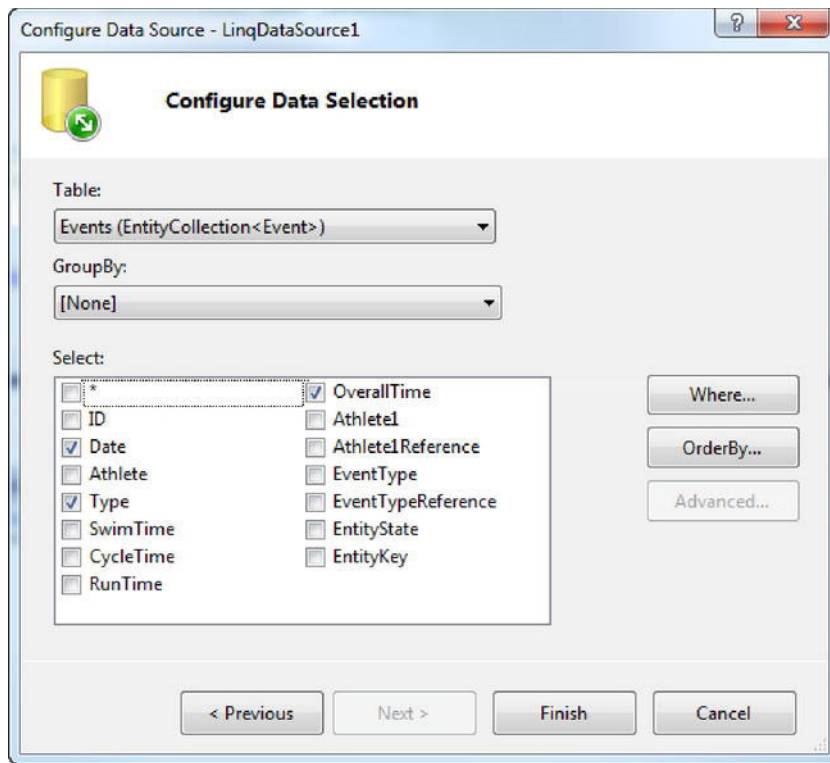 Configure Data Source - LinqDataSource1
?
Configure Data Selection
Table:
Events (EntityCollection<Event>)
GroupBy:
[None]
Select:
*
ID
Date
Athlete
Type
SwimTime
CycleTime
RunTime
OverallTime
Athlete1
Athlete1Reference
EventType
EventTypeReference
EntityState
EntityKey
Where...
OrderBy...
Advanced...
< Previous
Next >
Finish
Cancel